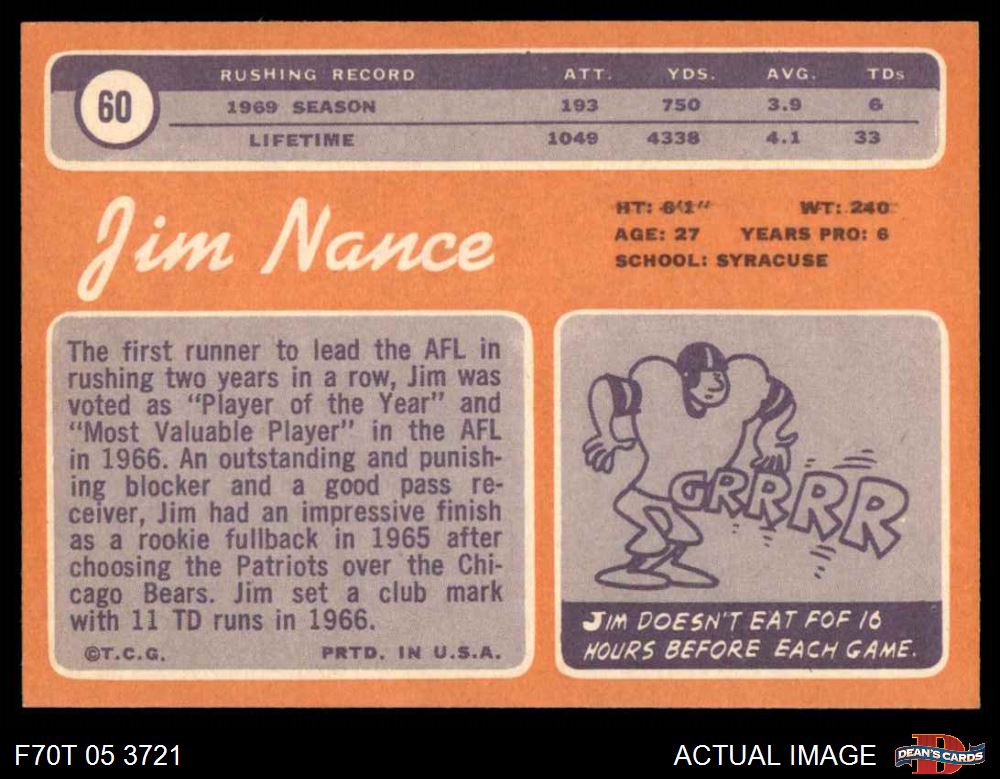 60
RUSHING RECORD ATT. YDS. AVG. TDs
1969 SEASON 193 750 3.9 6
LIFETIME 1049 4338 4.1 33
Jim Nance
HT: 6'1" WT: 240
AGE: 27 YEARS PRO: 6
SCHOOL: SYRACUSE
The first runner to lead the AFL in
rushing two years in a row, Jim was
voted as "Player of the Year" and
"Most Valuable Player" in the AFL
in 1966. An outstanding and punish-
ing blocker and a good pass re-
ceiver, Jim had an impressive finish
as a rookie fullback in 1965 after
choosing the Patriots over the Chi-
cago Bears. Jim set a club mark
with 11 TD runs in 1966.
©T.C.G. PRTD. IN U.S.A.
GRRRR
JIM DOESN'T EAT FOF 16
HOURS BEFORE EACH GAME.
F70T 05 3721
ACTUAL IMAGE
D
DEAN'S CARDS